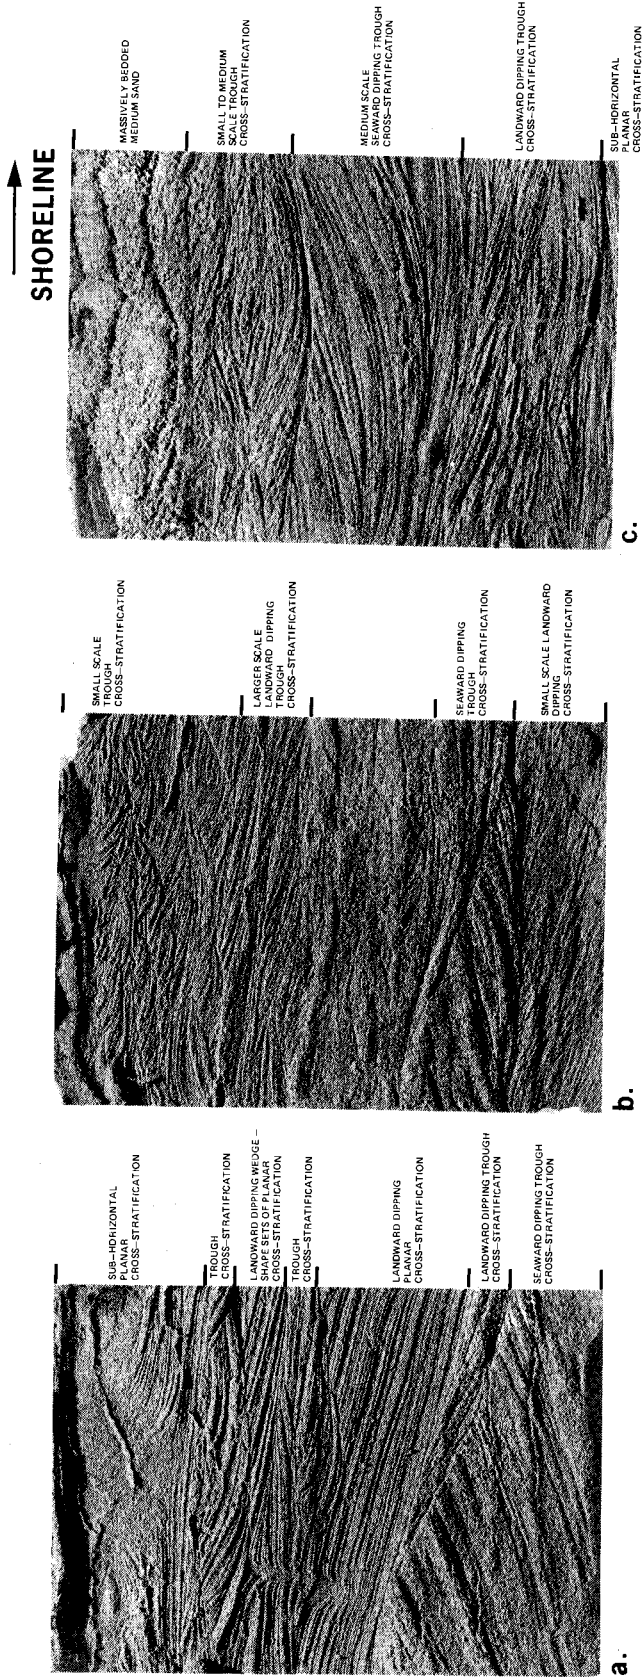 SHORELINE
SUB-HDRIZONTAL
PLANAR
CROSS-STRATIFICATION
TROUGH
CROSS-STRATIFICATION
LANDWARD DIPPING WEDGE-
SHAPE SETS OF PLANAR
CROSS-STRATIFICATION
TROUGH
CROSS-STRATIFICATION
LANDWARD DIPPING
PLANAR
CROSS-STRATIFICATION
LANDWARD DIPPING TROUGH
CROSS-STRATIFICATION
SEAWARD DIPPING TROUGH
CROSS-STRATIFICATION
a.
SMALL SCALE
TROUGH
CROSS-STRATIFICATION
LARGER SCALE
LANDWARD DIPPING
TROUGH
CROSS-STRATIFICATION
SEAWARD DIPPING
TROUGH
CROSS-STRATIFICATION
SMALL SCALE LANDWARD
DIPPING
CROSS-STRATIFICATION
b.
MASSIVELY BEDDED
MEDIUM SAND
SMALL TO MEDIUM
SCALE TROUGH
CROSS-STRATIFICATION
MEDIUM SCALE
SEAWARD DIPPING TROUGH
CROSS-STRATIFICATION
LANDWARD DIPPING TROUGH
CROSS-STRATIFICATION
SUB-HDRIZONTAL
PLANAR
CROSS-STRATIFICATION
c.